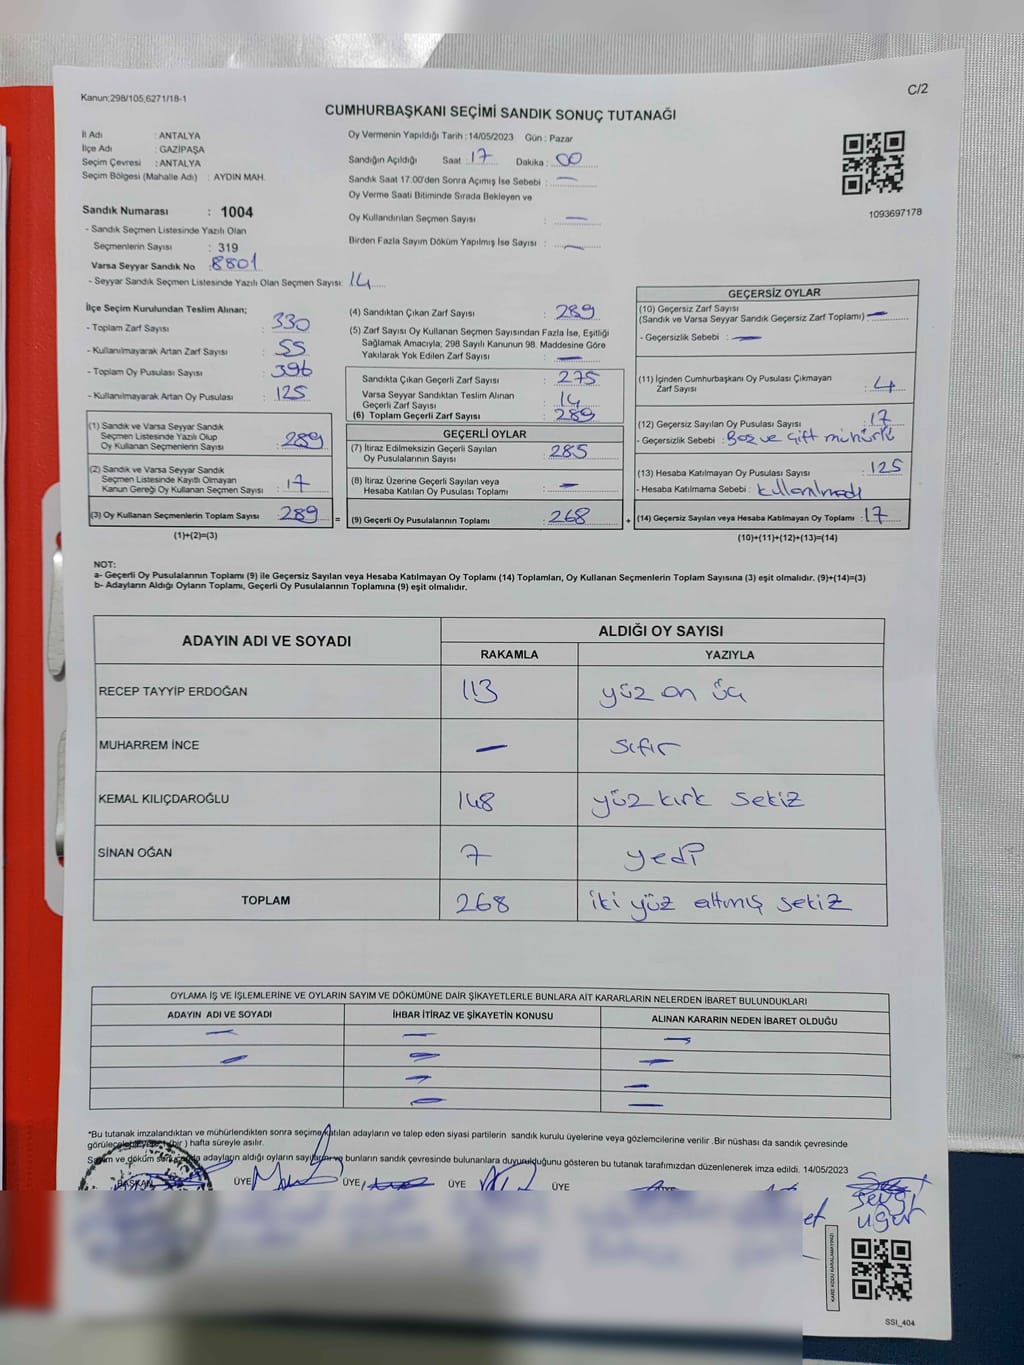 Kanun;298/105;6271/18-1
C/2
CUMHURBAŞKANI SEÇİMİ SANDIK SONUÇ TUTANAĞI
İl Adı : ANTALYA
İlçe Adı : GAZİPAŞA
Seçim Çevresi : ANTALYA
Seçim Bölgesi (Mahalle Adı) : AYDIN MAH.
Sandık Numarası : 1004
- Sandık Seçmen Listesinde Yazılı Olan
Seçmenlerin Sayısı : 319
Varsa Seyyar Sandık No : 8801
- Seyyar Sandık Seçmen Listesinde Yazılı Olan Seçmen Sayısı: 14
Oy Vermenin Yapıldığı Tarih : 14/05/2023 Gün : Pazar
Sandığın Açıldığı Saat : 17 Dakika : 00
Sandık Saat 17:00'den Sonra Açımış İse Sebebi : —
Oy Verme Saati Bitiminde Sırada Bekleyen ve
Oy Kullandırılan Seçmen Sayısı : —
Birden Fazla Sayım Döküm Yapılmış İse Sayısı : —
1093697178
İlçe Seçim Kurulundan Teslim Alınan;
- Toplam Zarf Sayısı : 330
- Kullanılmayarak Artan Zarf Sayısı : 55
- Toplam Oy Pusulası Sayısı : 396
- Kullanılmayarak Artan Oy Pusulası : 125
(1) Sandık ve Varsa Seyyar Sandık
Seçmen Listesinde Yazılı Olup
Oy Kullanan Seçmenlerin Sayısı : 289
(2) Sandık ve Varsa Seyyar Sandık
Seçmen Listesinde Kayıtlı Olmayan
Kanun Gereği Oy Kullanan Seçmen Sayısı : 17
(3) Oy Kullanan Seçmenlerin Toplam Sayısı : 289 =
(1)+(2)=(3)
(4) Sandıktan Çıkan Zarf Sayısı : 289
(5) Zarf Sayısı Oy Kullanan Seçmen Sayısından Fazla İse, Eşitliği
Sağlamak Amacıyla; 298 Sayılı Kanunun 98. Maddesine Göre
Yakılarak Yok Edilen Zarf Sayısı : —
Sandıkta Çıkan Geçerli Zarf Sayısı : 275
Varsa Seyyar Sandıktan Teslim Alınan
Geçerli Zarf Sayısı : 14
(6) Toplam Geçerli Zarf Sayısı : 289
GEÇERLİ OYLAR
(7) İtiraz Edilmeksizin Geçerli Sayılan
Oy Pusulalarının Sayısı : 285
(8) İtiraz Üzerine Geçerli Sayılan veya
Hesaba Katılan Oy Pusulası Toplamı : —
(9) Geçerli Oy Pusulalarının Toplamı : 268 +
GEÇERSİZ OYLAR
(10) Geçersiz Zarf Sayısı
(Sandık ve Varsa Seyyar Sandık Geçersiz Zarf Toplamı) : —
- Geçersizlik Sebebi : —
(11) İçinden Cumhurbaşkanı Oy Pusulası Çıkmayan
Zarf Sayısı : 4
(12) Geçersiz Sayılan Oy Pusulası Sayısı : 17
- Geçersizlik Sebebi : Boş ve çift mühürlü
(13) Hesaba Katılmayan Oy Pusulası Sayısı : 125
- Hesaba Katılmama Sebebi : kullanılmadı
(14) Geçersiz Sayılan veya Hesaba Katılmayan Oy Toplamı : 17
(10)+(11)+(12)+(13)=(14)
NOT:
a- Geçerli Oy Pusulalarının Toplamı (9) ile Geçersiz Sayılan veya Hesaba Katılmayan Oy Toplamı (14) Toplamları, Oy Kullanan Seçmenlerin Toplam Sayısına (3) eşit olmalıdır. (9)+(14)=(3)
b- Adayların Aldığı Oyların Toplamı, Geçerli Oy Pusulalarının Toplamına (9) eşit olmalıdır.
ADAYIN ADI VE SOYADI ALDIĞI OY SAYISI
RAKAMLA YAZIYLA
RECEP TAYYİP ERDOĞAN 113 yüz on üç
MUHARREM İNCE — sıfır
KEMAL KILIÇDAROĞLU 148 yüz kırk sekiz
SİNAN OĞAN 7 yedi
TOPLAM 268 iki yüz altmış sekiz
OYLAMA İŞ VE İŞLEMLERİNE VE OYLARIN SAYIM VE DÖKÜMÜNE DAİR ŞİKAYETLERLE BUNLARA AİT KARARLARIN NELERDEN İBARET BULUNDUKLARI
ADAYIN ADI VE SOYADI İHBAR İTİRAZ VE ŞİKAYETİN KONUSU ALINAN KARARIN NEDEN İBARET OLDUĞU
— — —
— — —
— —
— —
*Bu tutanak imzalandıktan ve mühürlendikten sonra seçime katılan adayların ve talep eden siyasi partilerin sandık kurulu üyelerine veya gözlemcilerine verilir .Bir nüshası da sandık çevresinde
(bir ) hafta süreyle asılır.
Sayım ve döküm adayların aldığı oyların ve bunların sandık çevresinde bulunanlara duyurulduğunu gösteren bu tutanak tarafımızdan düzenlenerek imza edildi. 14/05/2023
BAŞKAN ÜYE ÜYE ÜYE ÜYE
uğur
KARE KODU KARALAMAYINIZ!
SSI_404